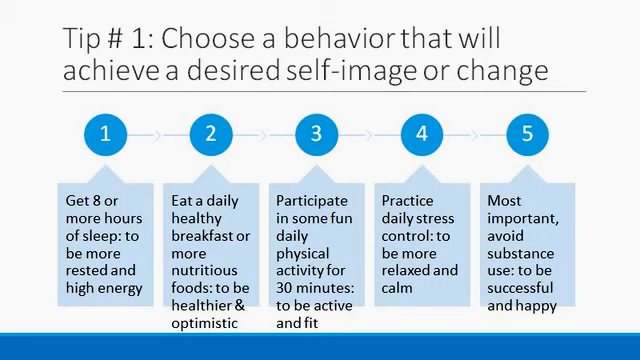 Tip # 1: Choose a behavior that will
achieve a desired self-image or change
1
2
3
4
5
Get 8 or
more hours
of sleep: to
be more
rested and
high energy
Eat a daily
healthy
breakfast or
more
nutritious
foods: to be
healthier &
optimistic
Participate
in some fun
daily
physical
activity for
30 minutes:
to be active
and fit
Practice
daily stress
control: to
be more
relaxed and
calm
Most
important,
avoid
substance
use: to be
successful
and happy